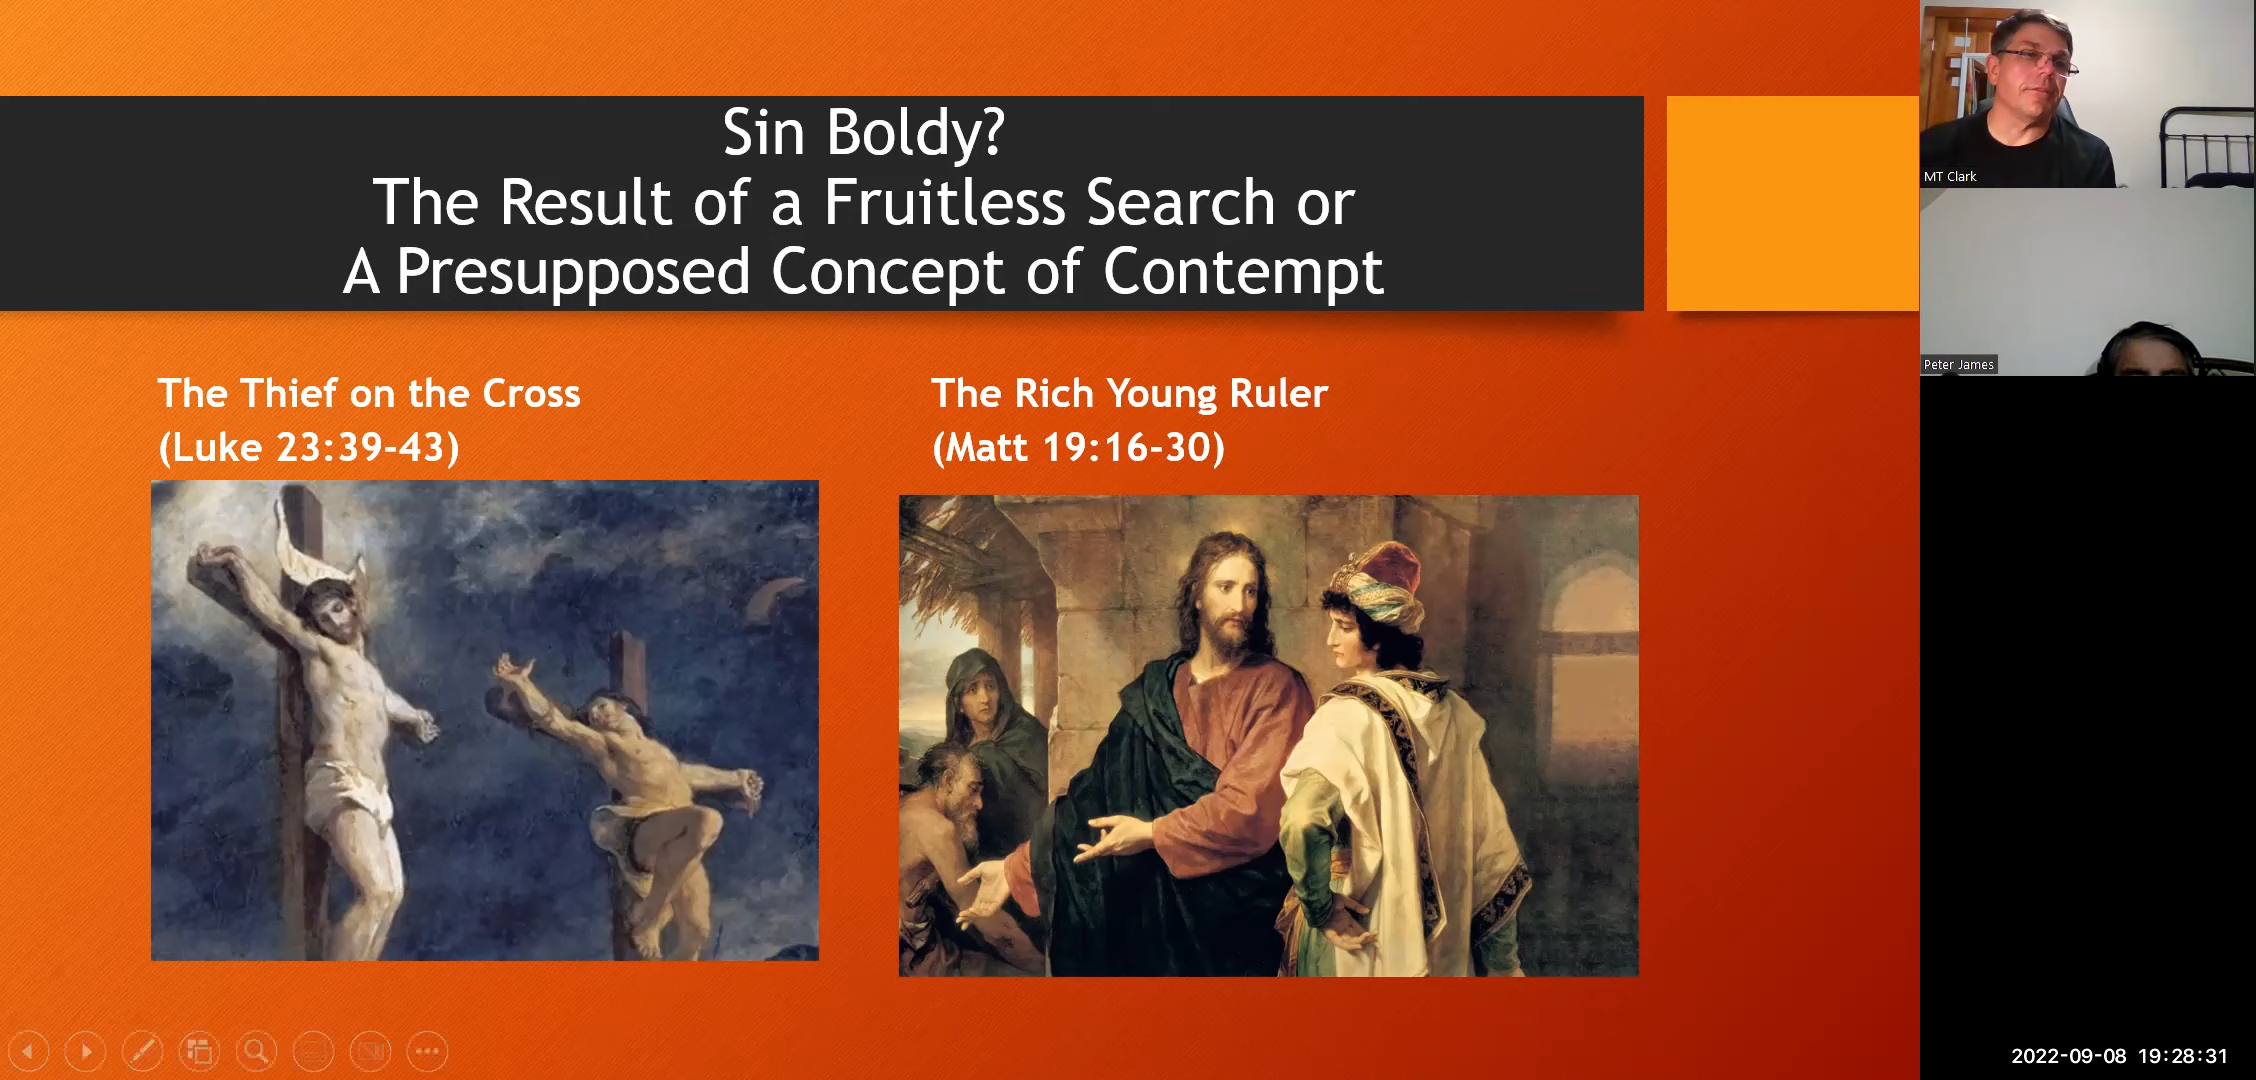 Sin Boldy?
The Result of a Fruitless Search or
A Presupposed Concept of Contempt
The Thief on the Cross
(Luke 23:39-43)
The Rich Young Ruler
(Matt 19:16-30)
MT Clark
Peter James
2022-09-08 19:28:31